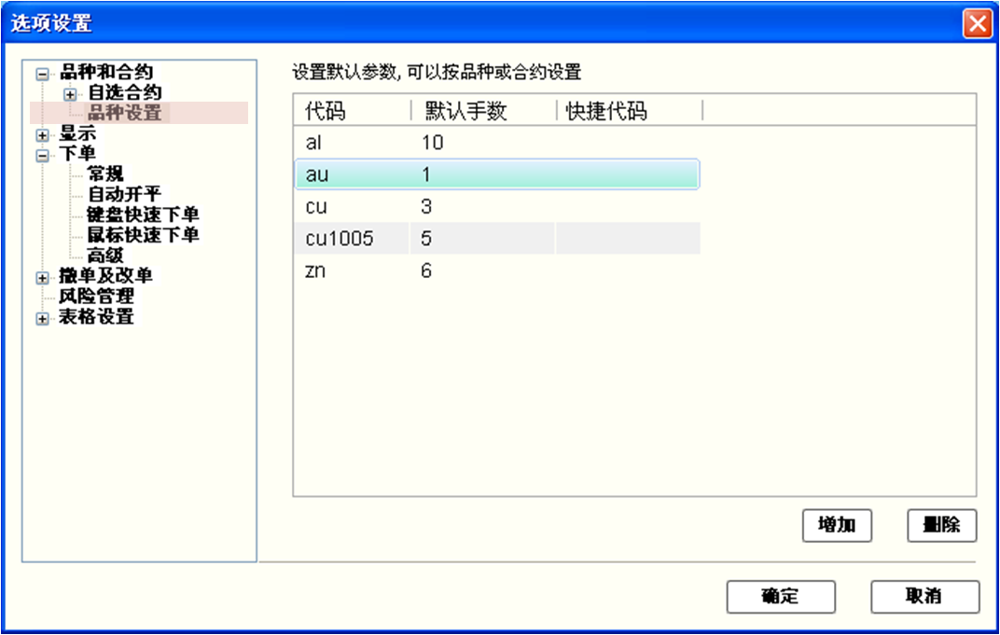 选项设置
品种和合约
自选合约
品种设置
显示
下单
常规
自动开平
键盘快速下单
鼠标快速下单
高级
撤单及改单
风险管理
表格设置
设置默认参数, 可以按品种或合约设置
代码 默认手数 快捷代码
al 10
au 1
cu 3
cu1005 5
zn 6
增加 删除
确定 取消